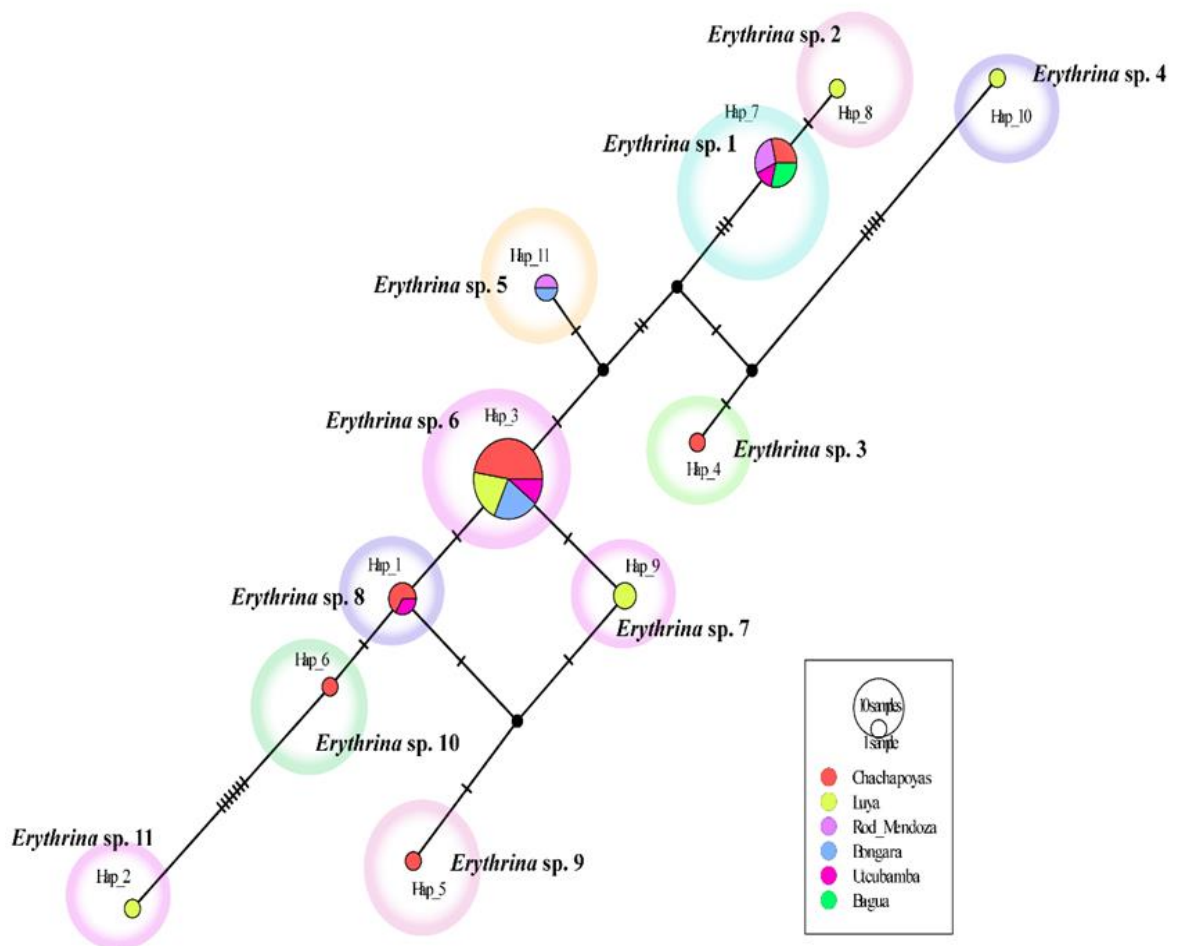 Erythrina sp. 2
Erythrina sp. 4
Hap_7
Hap_8
Hap_10
Erythrina sp. 1
Hap_11
Erythrina sp. 5
Erythrina sp. 6
Hap_3
Erythrina sp. 3
Hap_4
Hap_1
Hap_9
Erythrina sp. 8
Erythrina sp. 7
Hap_6
10 samples
1 sample
Erythrina sp. 10
Chachapoyas
Luya
Rod_Mendoza
Bongara
Utcubamba
Bagua
Erythrina sp. 11
Hap_2
Erythrina sp. 9
Hap_5